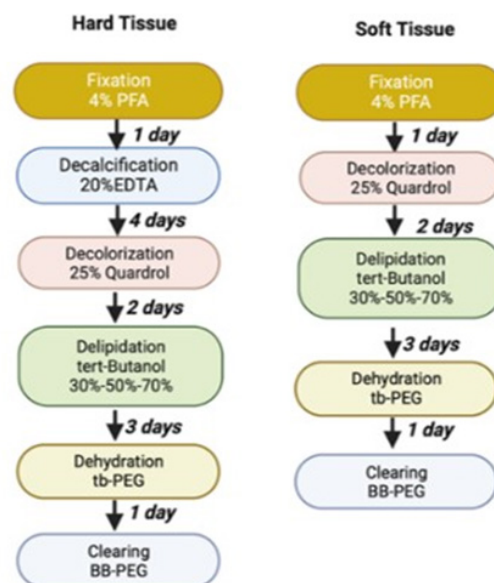 Hard Tissue
Fixation
4% PFA
1 day
Decalcification
20%EDTA
4 days
Decolorization
25% Quardrol
2 days
Delipidation
tert-Butanol
30%-50%-70%
3 days
Dehydration
tb-PEG
1 day
Clearing
BB-PEG
Soft Tissue
Fixation
4% PFA
1 day
Decolorization
25% Quardrol
2 days
Delipidation
tert-Butanol
30%-50%-70%
3 days
Dehydration
tb-PEG
1 day
Clearing
BB-PEG